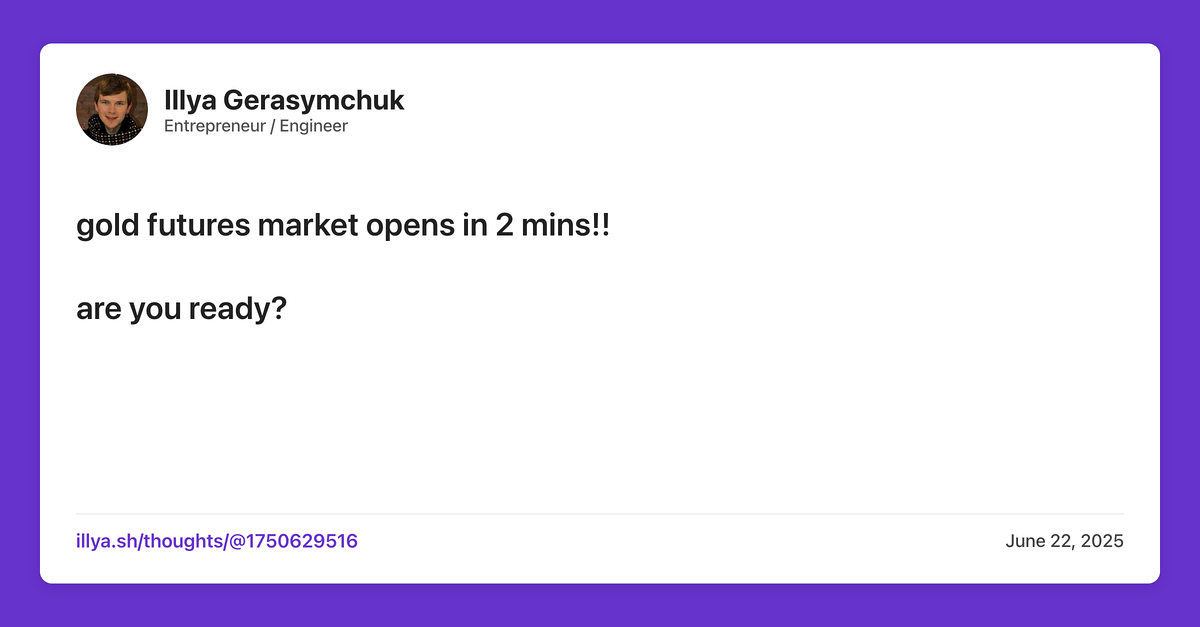 Illya Gerasymchuk
Entrepreneur / Engineer
gold futures market opens in 2 mins!!
are you ready?
illya.sh/thoughts/@1750629516
June 22, 2025